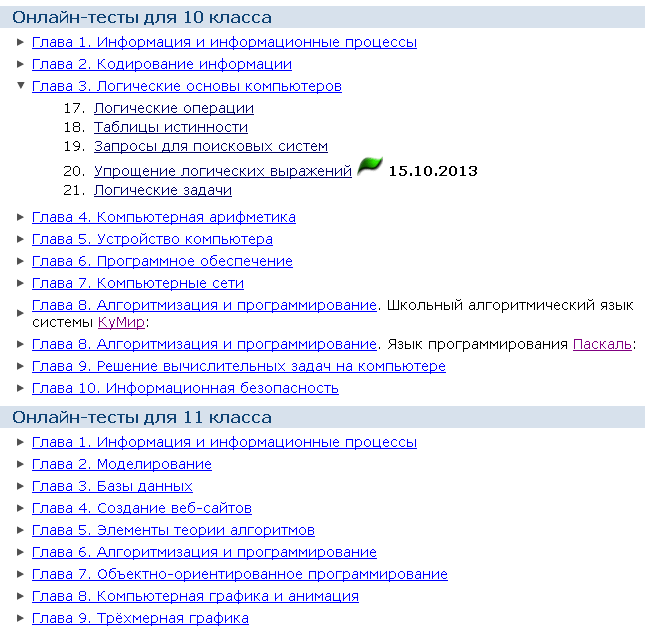 Онлайн-тесты для 10 класса
Глава 1. Информация и информационные процессы
Глава 2. Кодирование информации
Глава 3. Логические основы компьютеров
17. Логические операции
18. Таблицы истинности
19. Запросы для поисковых систем
20. Упрощение логических выражений 15.10.2013
21. Логические задачи
Глава 4. Компьютерная арифметика
Глава 5. Устройство компьютера
Глава 6. Программное обеспечение
Глава 7. Компьютерные сети
Глава 8. Алгоритмизация и программирование. Школьный алгоритмический язык
системы КуМир:
Глава 8. Алгоритмизация и программирование. Язык программирования Паскаль:
Глава 9. Решение вычислительных задач на компьютере
Глава 10. Информационная безопасность
Онлайн-тесты для 11 класса
Глава 1. Информация и информационные процессы
Глава 2. Моделирование
Глава 3. Базы данных
Глава 4. Создание веб-сайтов
Глава 5. Элементы теории алгоритмов
Глава 6. Алгоритмизация и программирование
Глава 7. Объектно-ориентированное программирование
Глава 8. Компьютерная графика и анимация
Глава 9. Трёхмерная графика